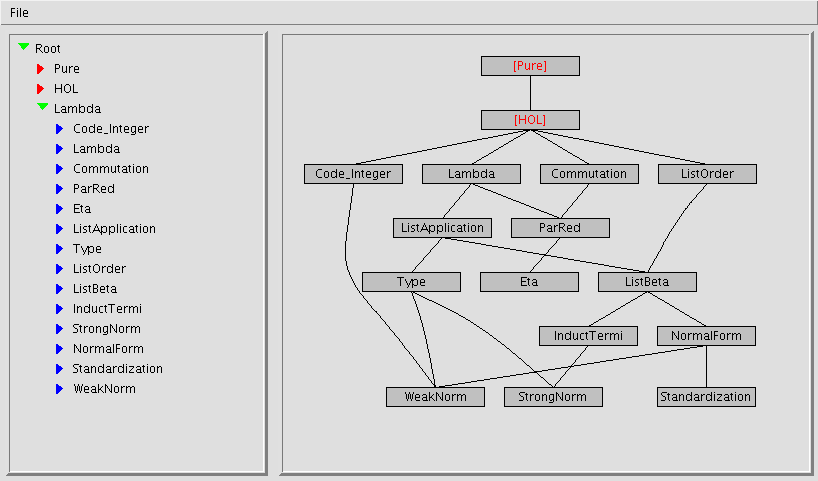 File
Root
Pure
HOL
Lambda
Code_Integer
Lambda
Commutation
ParRed
Eta
ListApplication
Type
ListOrder
ListBeta
InductTermi
StrongNorm
NormalForm
Standardization
WeakNorm
[Pure]
[HOL]
Code_Integer Lambda Commutation ListOrder
ListApplication ParRed
Type Eta ListBeta
InductTermi NormalForm
WeakNorm StrongNorm Standardization